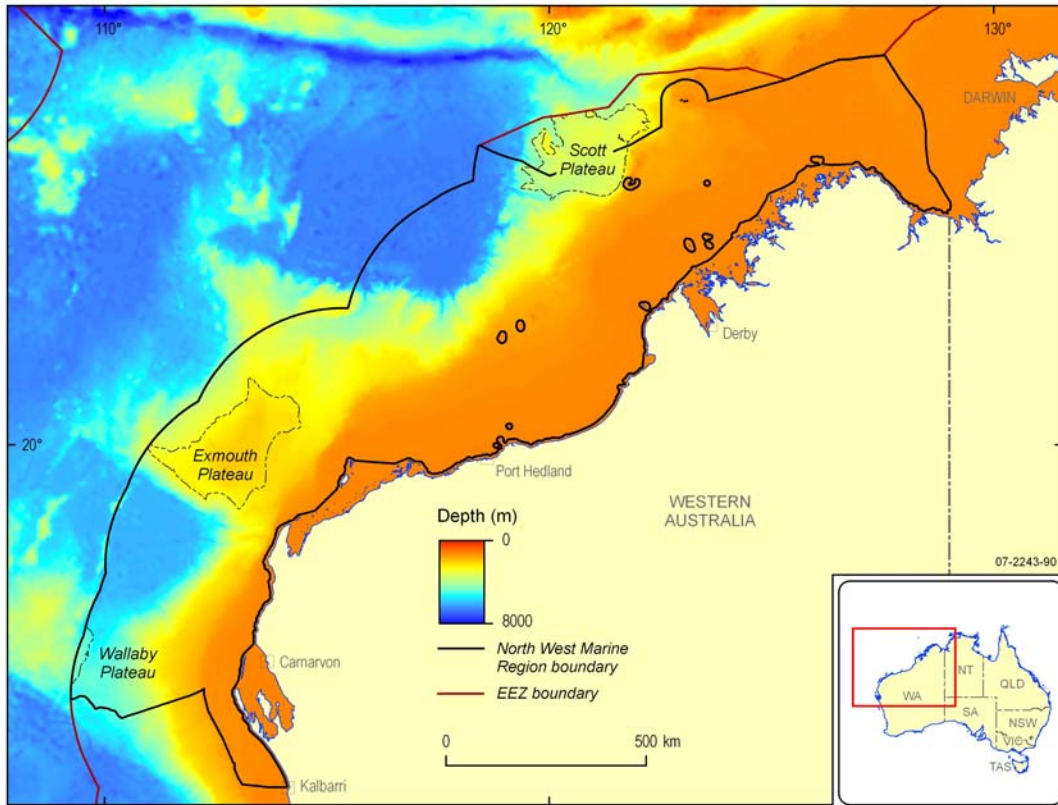 110°
120°
130°
DARWIN
Scott
Plateau
Derby
20°
Exmouth
Plateau
Port Hedland
WESTERN
AUSTRALIA
Depth (m)
0
8000
07-2243-90
North West Marine
Region boundary
EEZ boundary
Wallaby
Plateau
Carnarvon
0
500 km
Kalbarri
NT
QLD
WA
SA
NSW
VIC
TAS